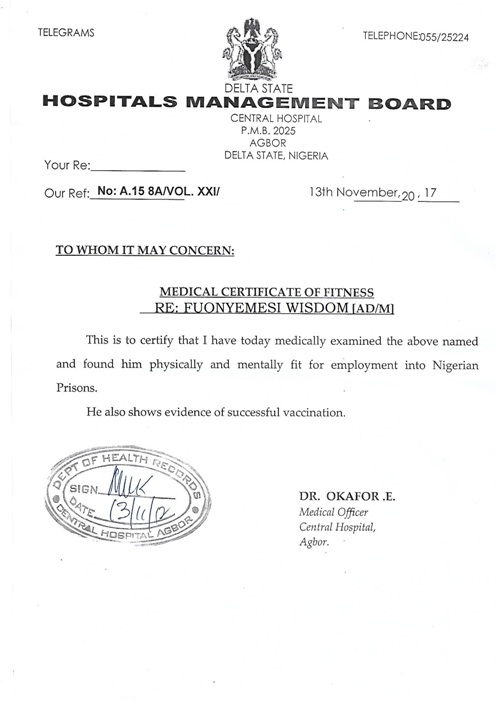 TELEGRAMS
TELEPHONE:055/25224
DELTA STATE
HOSPITALS MANAGEMENT BOARD
CENTRAL HOSPITAL
P.M.B. 2025
AGBOR
DELTA STATE, NIGERIA
Your Re:
Our Ref: No: A.15 8A/VOL. XXI/
13th November, 20 . 17
TO WHOM IT MAY CONCERN:
MEDICAL CERTIFICATE OF FITNESS
RE: FUONYEMESI WISDOM [AD/M]
This is to certify that I have today medically examined the above named
and found him physically and mentally fit for employment into Nigerian
Prisons.
He also shows evidence of successful vaccination.
DEPT OF HEALTH RECORDS
SIGN
DATE
CENTRAL HOSPITAL AGBOR
DR. OKAFOR .E.
Medical Officer
Central Hospital,
Agbor.